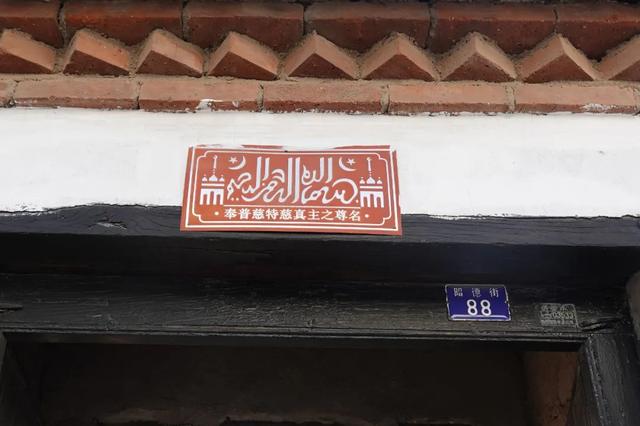 بسم الله الرحمن الرحيم
奉普慈特慈真主之尊名
昭德街
88